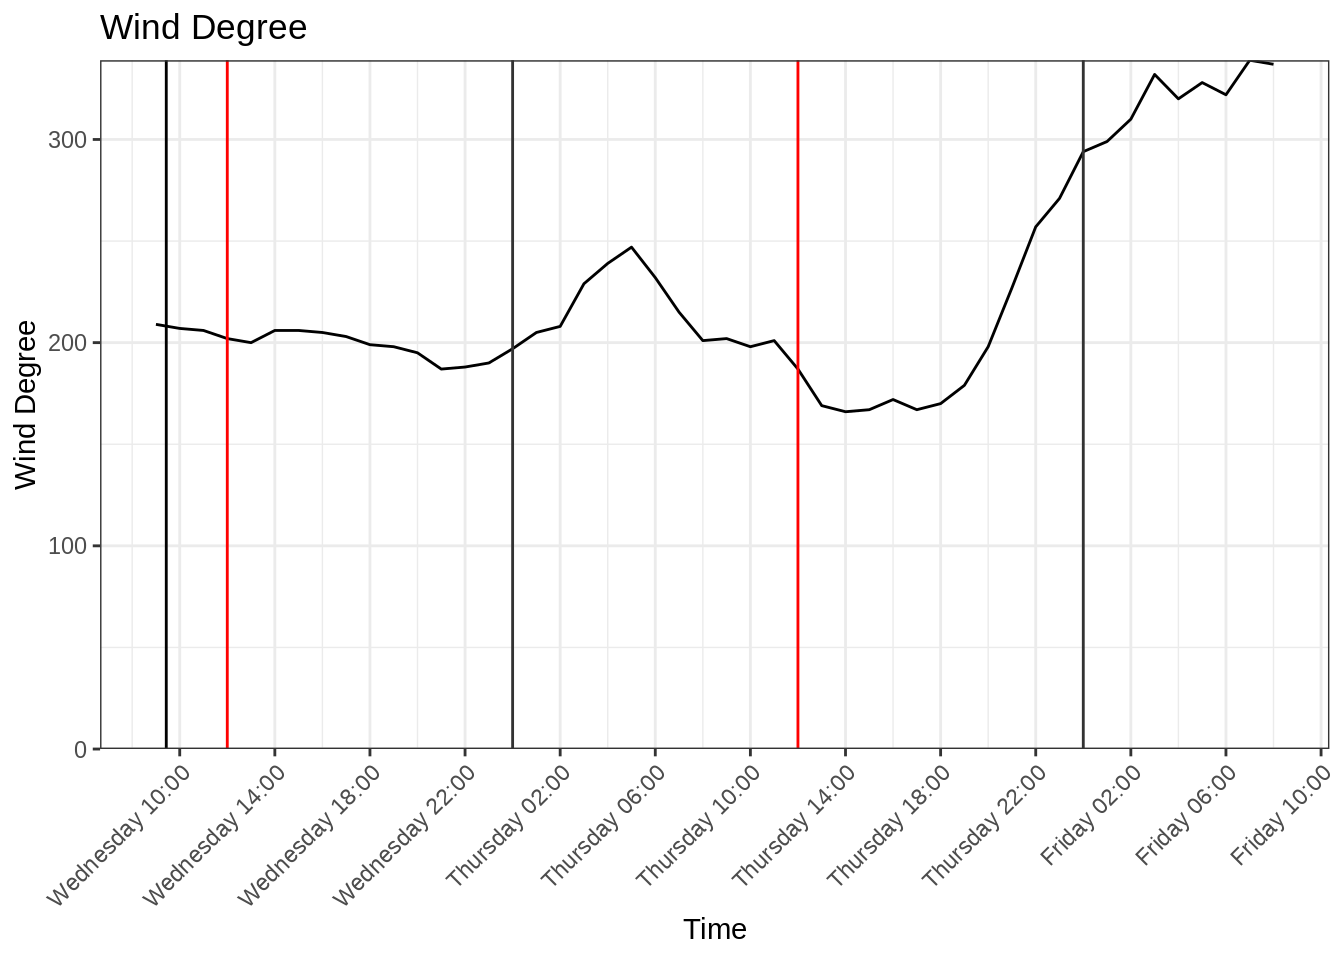 Wind Degree
Wind Degree
300
200
100
0
Wednesday 10:00
Wednesday 14:00
Wednesday 18:00
Wednesday 22:00
Thursday 02:00
Thursday 06:00
Thursday 10:00
Thursday 14:00
Thursday 18:00
Thursday 22:00
Friday 02:00
Friday 06:00
Friday 10:00
Time